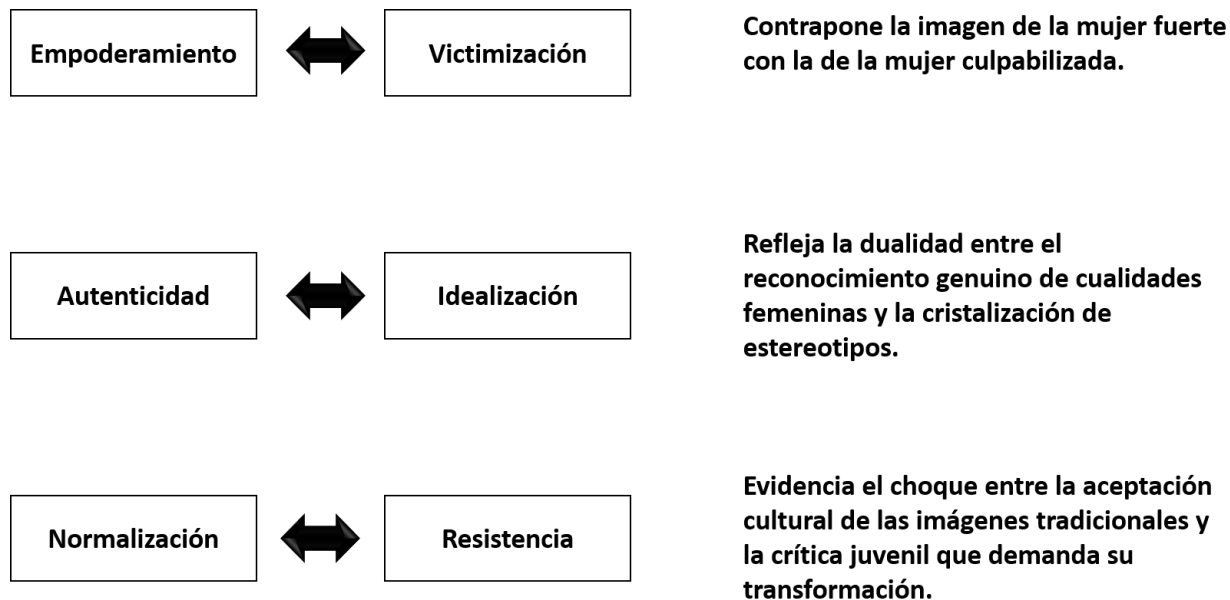 Empoderamiento
Victimización
Contrapone la imagen de la mujer fuerte
con la de la mujer culpabilizada.
Autenticidad
Idealización
Refleja la dualidad entre el
reconocimiento genuino de cualidades
femeninas y la cristalización de
estereotipos.
Normalización
Resistencia
Evidencia el choque entre la aceptación
cultural de las imágenes tradicionales y
la crítica juvenil que demanda su
transformación.